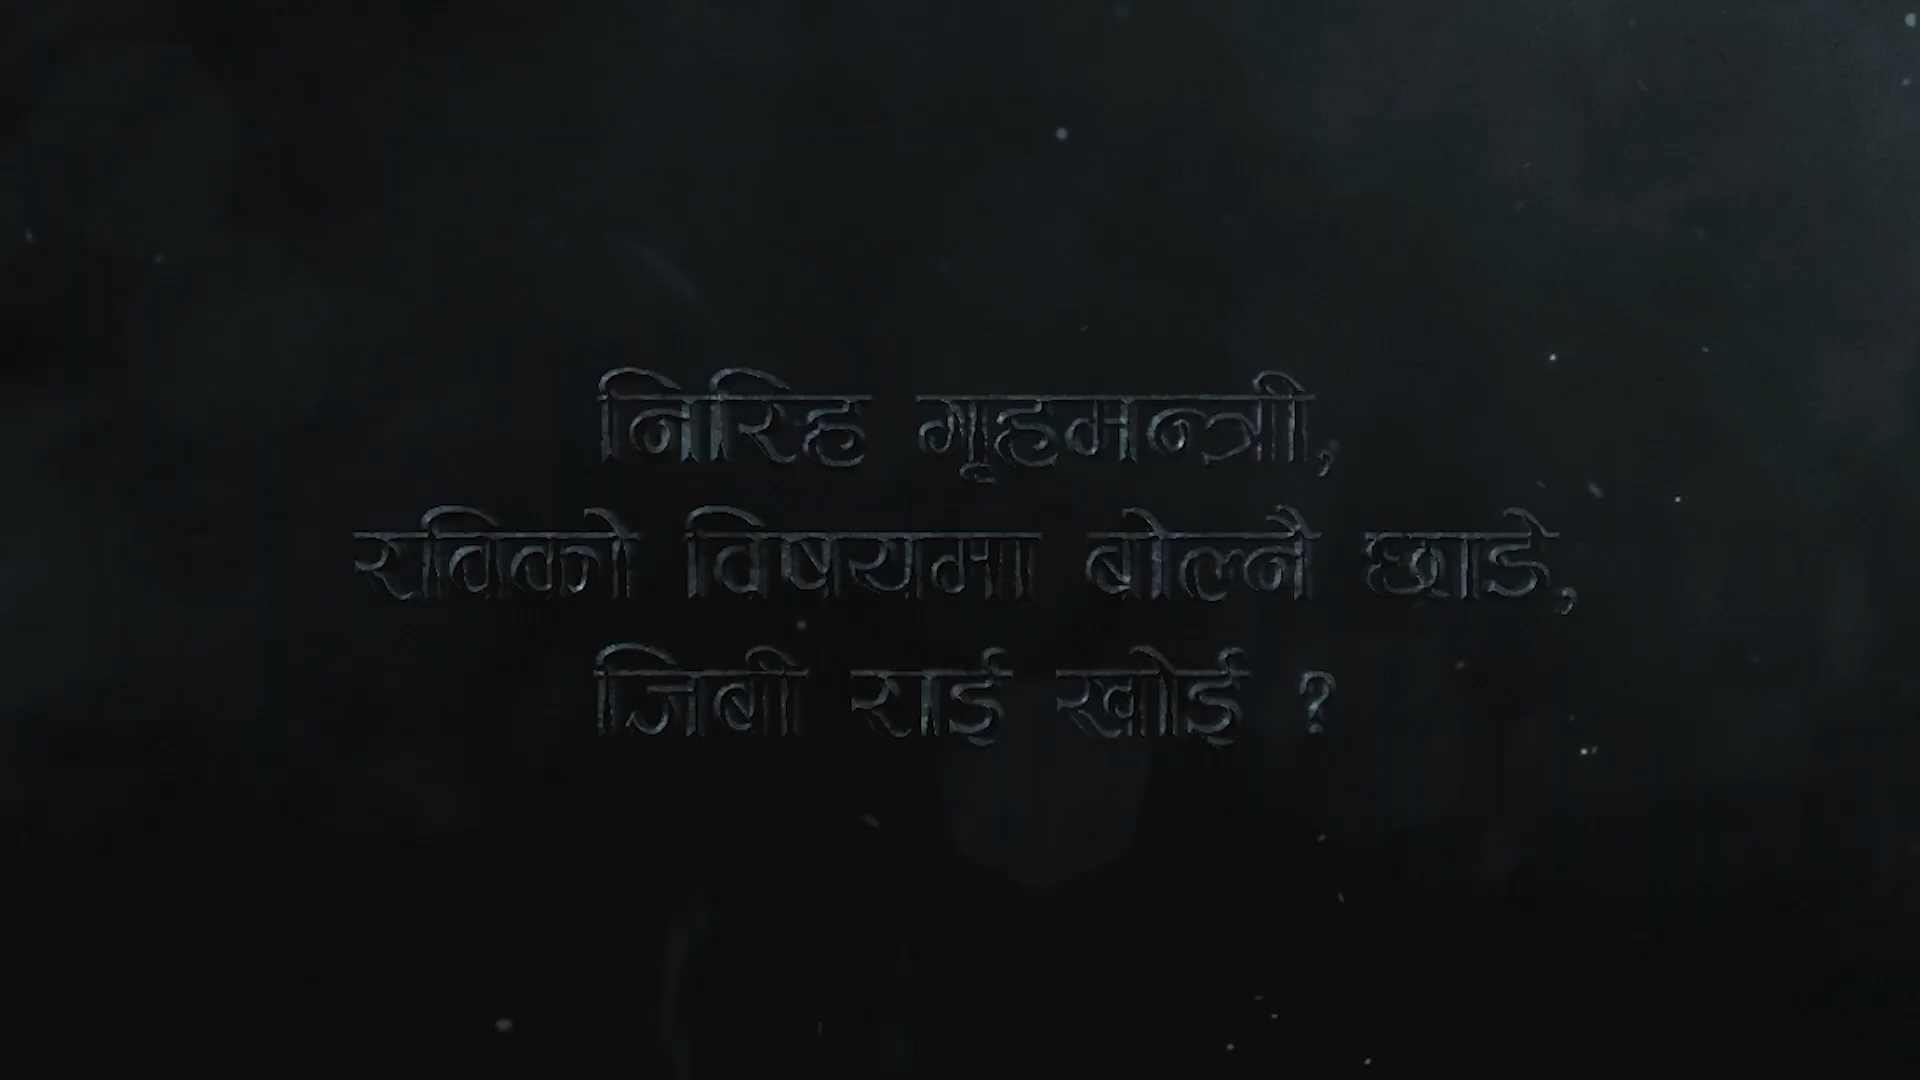 निरिह गृहमन्त्री,
रविको विषयमा बोल्नै छाडे,
जिबी राई खोई ?